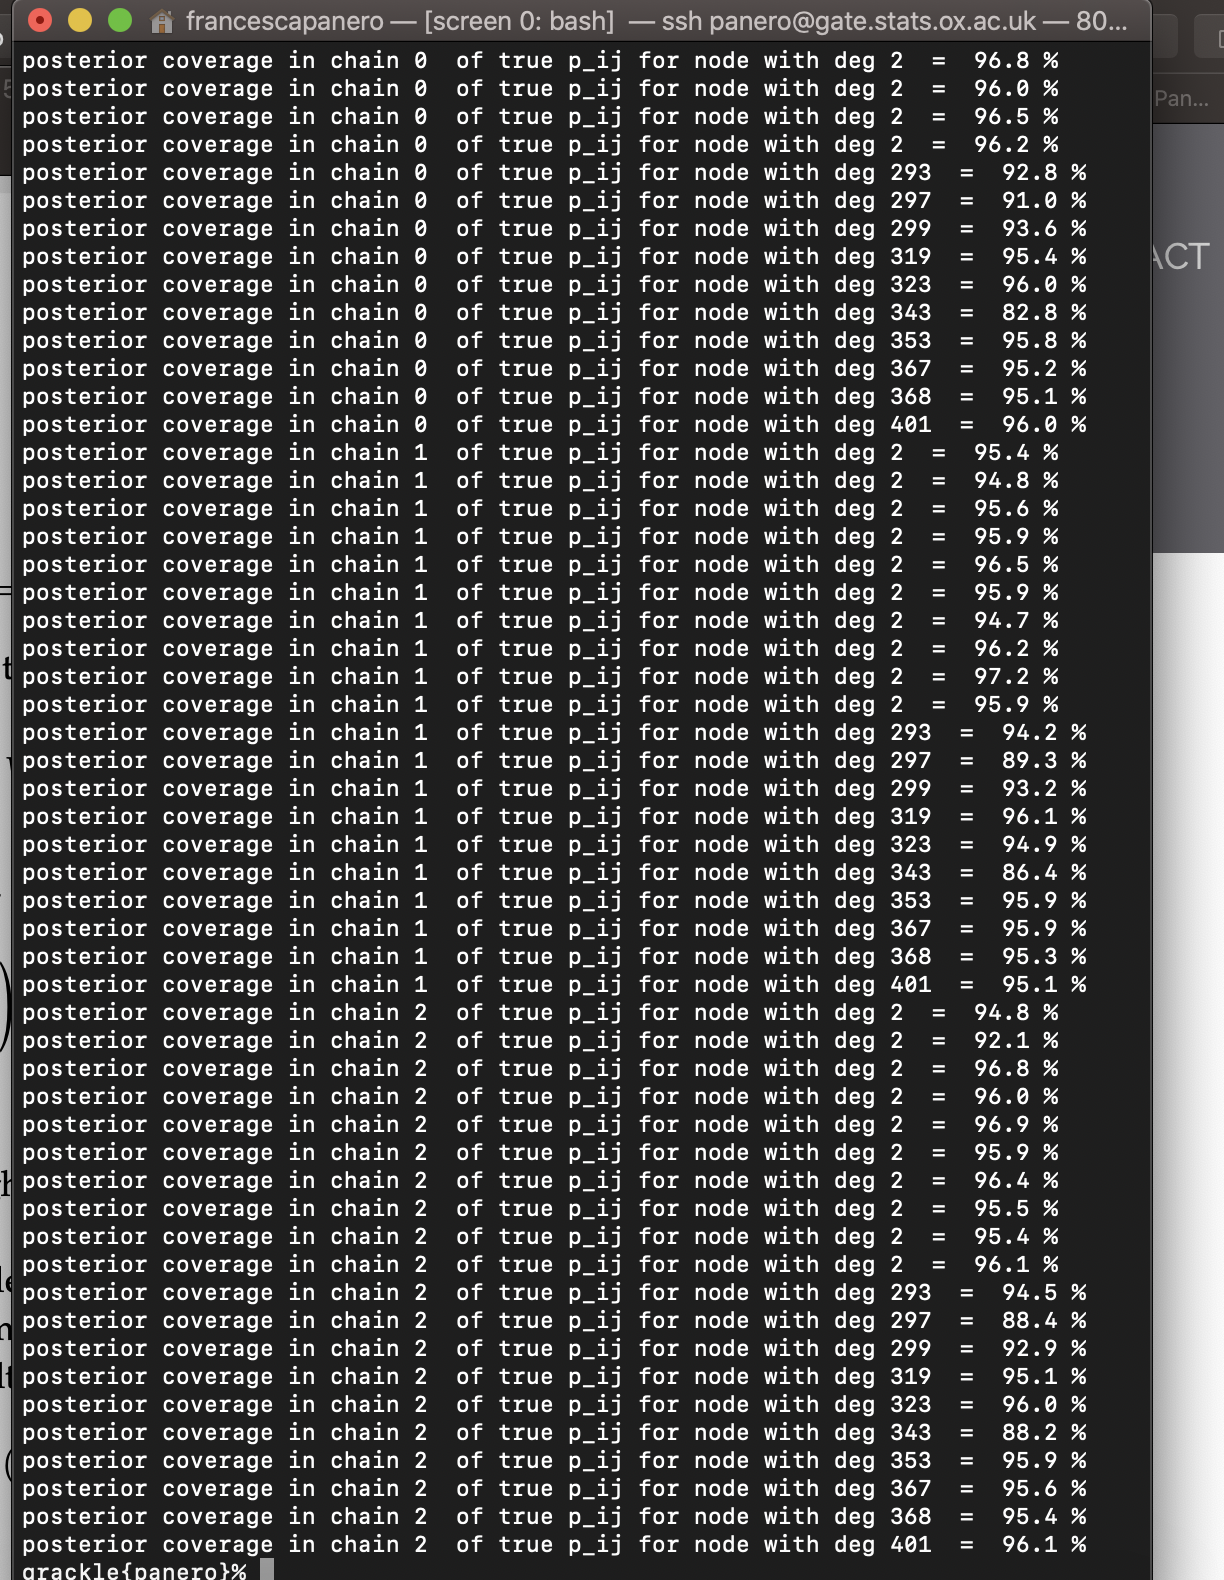 francescapanero — [screen 0: bash] — ssh panero@gate.stats.ox.ac.uk — 80...
posterior coverage in chain 0  of true p_ij for node with deg 2  =  96.8 %
posterior coverage in chain 0  of true p_ij for node with deg 2  =  96.0 %
posterior coverage in chain 0  of true p_ij for node with deg 2  =  96.5 %
posterior coverage in chain 0  of true p_ij for node with deg 2  =  96.2 %
posterior coverage in chain 0  of true p_ij for node with deg 293  =  92.8 %
posterior coverage in chain 0  of true p_ij for node with deg 297  =  91.0 %
posterior coverage in chain 0  of true p_ij for node with deg 299  =  93.6 %
posterior coverage in chain 0  of true p_ij for node with deg 319  =  95.4 %
posterior coverage in chain 0  of true p_ij for node with deg 323  =  96.0 %
posterior coverage in chain 0  of true p_ij for node with deg 343  =  82.8 %
posterior coverage in chain 0  of true p_ij for node with deg 353  =  95.8 %
posterior coverage in chain 0  of true p_ij for node with deg 367  =  95.2 %
posterior coverage in chain 0  of true p_ij for node with deg 368  =  95.1 %
posterior coverage in chain 0  of true p_ij for node with deg 401  =  96.0 %
posterior coverage in chain 1  of true p_ij for node with deg 2  =  95.4 %
posterior coverage in chain 1  of true p_ij for node with deg 2  =  94.8 %
posterior coverage in chain 1  of true p_ij for node with deg 2  =  95.6 %
posterior coverage in chain 1  of true p_ij for node with deg 2  =  95.9 %
posterior coverage in chain 1  of true p_ij for node with deg 2  =  96.5 %
posterior coverage in chain 1  of true p_ij for node with deg 2  =  95.9 %
posterior coverage in chain 1  of true p_ij for node with deg 2  =  94.7 %
posterior coverage in chain 1  of true p_ij for node with deg 2  =  96.2 %
posterior coverage in chain 1  of true p_ij for node with deg 2  =  97.2 %
posterior coverage in chain 1  of true p_ij for node with deg 2  =  95.9 %
posterior coverage in chain 1  of true p_ij for node with deg 293  =  94.2 %
posterior coverage in chain 1  of true p_ij for node with deg 297  =  89.3 %
posterior coverage in chain 1  of true p_ij for node with deg 299  =  93.2 %
posterior coverage in chain 1  of true p_ij for node with deg 319  =  96.1 %
posterior coverage in chain 1  of true p_ij for node with deg 323  =  94.9 %
posterior coverage in chain 1  of true p_ij for node with deg 343  =  86.4 %
posterior coverage in chain 1  of true p_ij for node with deg 353  =  95.9 %
posterior coverage in chain 1  of true p_ij for node with deg 367  =  95.9 %
posterior coverage in chain 1  of true p_ij for node with deg 368  =  95.3 %
posterior coverage in chain 1  of true p_ij for node with deg 401  =  95.1 %
posterior coverage in chain 2  of true p_ij for node with deg 2  =  94.8 %
posterior coverage in chain 2  of true p_ij for node with deg 2  =  92.1 %
posterior coverage in chain 2  of true p_ij for node with deg 2  =  96.8 %
posterior coverage in chain 2  of true p_ij for node with deg 2  =  96.0 %
posterior coverage in chain 2  of true p_ij for node with deg 2  =  96.9 %
posterior coverage in chain 2  of true p_ij for node with deg 2  =  95.9 %
posterior coverage in chain 2  of true p_ij for node with deg 2  =  96.4 %
posterior coverage in chain 2  of true p_ij for node with deg 2  =  95.5 %
posterior coverage in chain 2  of true p_ij for node with deg 2  =  95.4 %
posterior coverage in chain 2  of true p_ij for node with deg 2  =  96.1 %
posterior coverage in chain 2  of true p_ij for node with deg 293  =  94.5 %
posterior coverage in chain 2  of true p_ij for node with deg 297  =  88.4 %
posterior coverage in chain 2  of true p_ij for node with deg 299  =  92.9 %
posterior coverage in chain 2  of true p_ij for node with deg 319  =  95.1 %
posterior coverage in chain 2  of true p_ij for node with deg 323  =  96.0 %
posterior coverage in chain 2  of true p_ij for node with deg 343  =  88.2 %
posterior coverage in chain 2  of true p_ij for node with deg 353  =  95.9 %
posterior coverage in chain 2  of true p_ij for node with deg 367  =  95.6 %
posterior coverage in chain 2  of true p_ij for node with deg 368  =  95.4 %
posterior coverage in chain 2  of true p_ij for node with deg 401  =  96.1 %
grackle{panero}%
Pan...
ACT